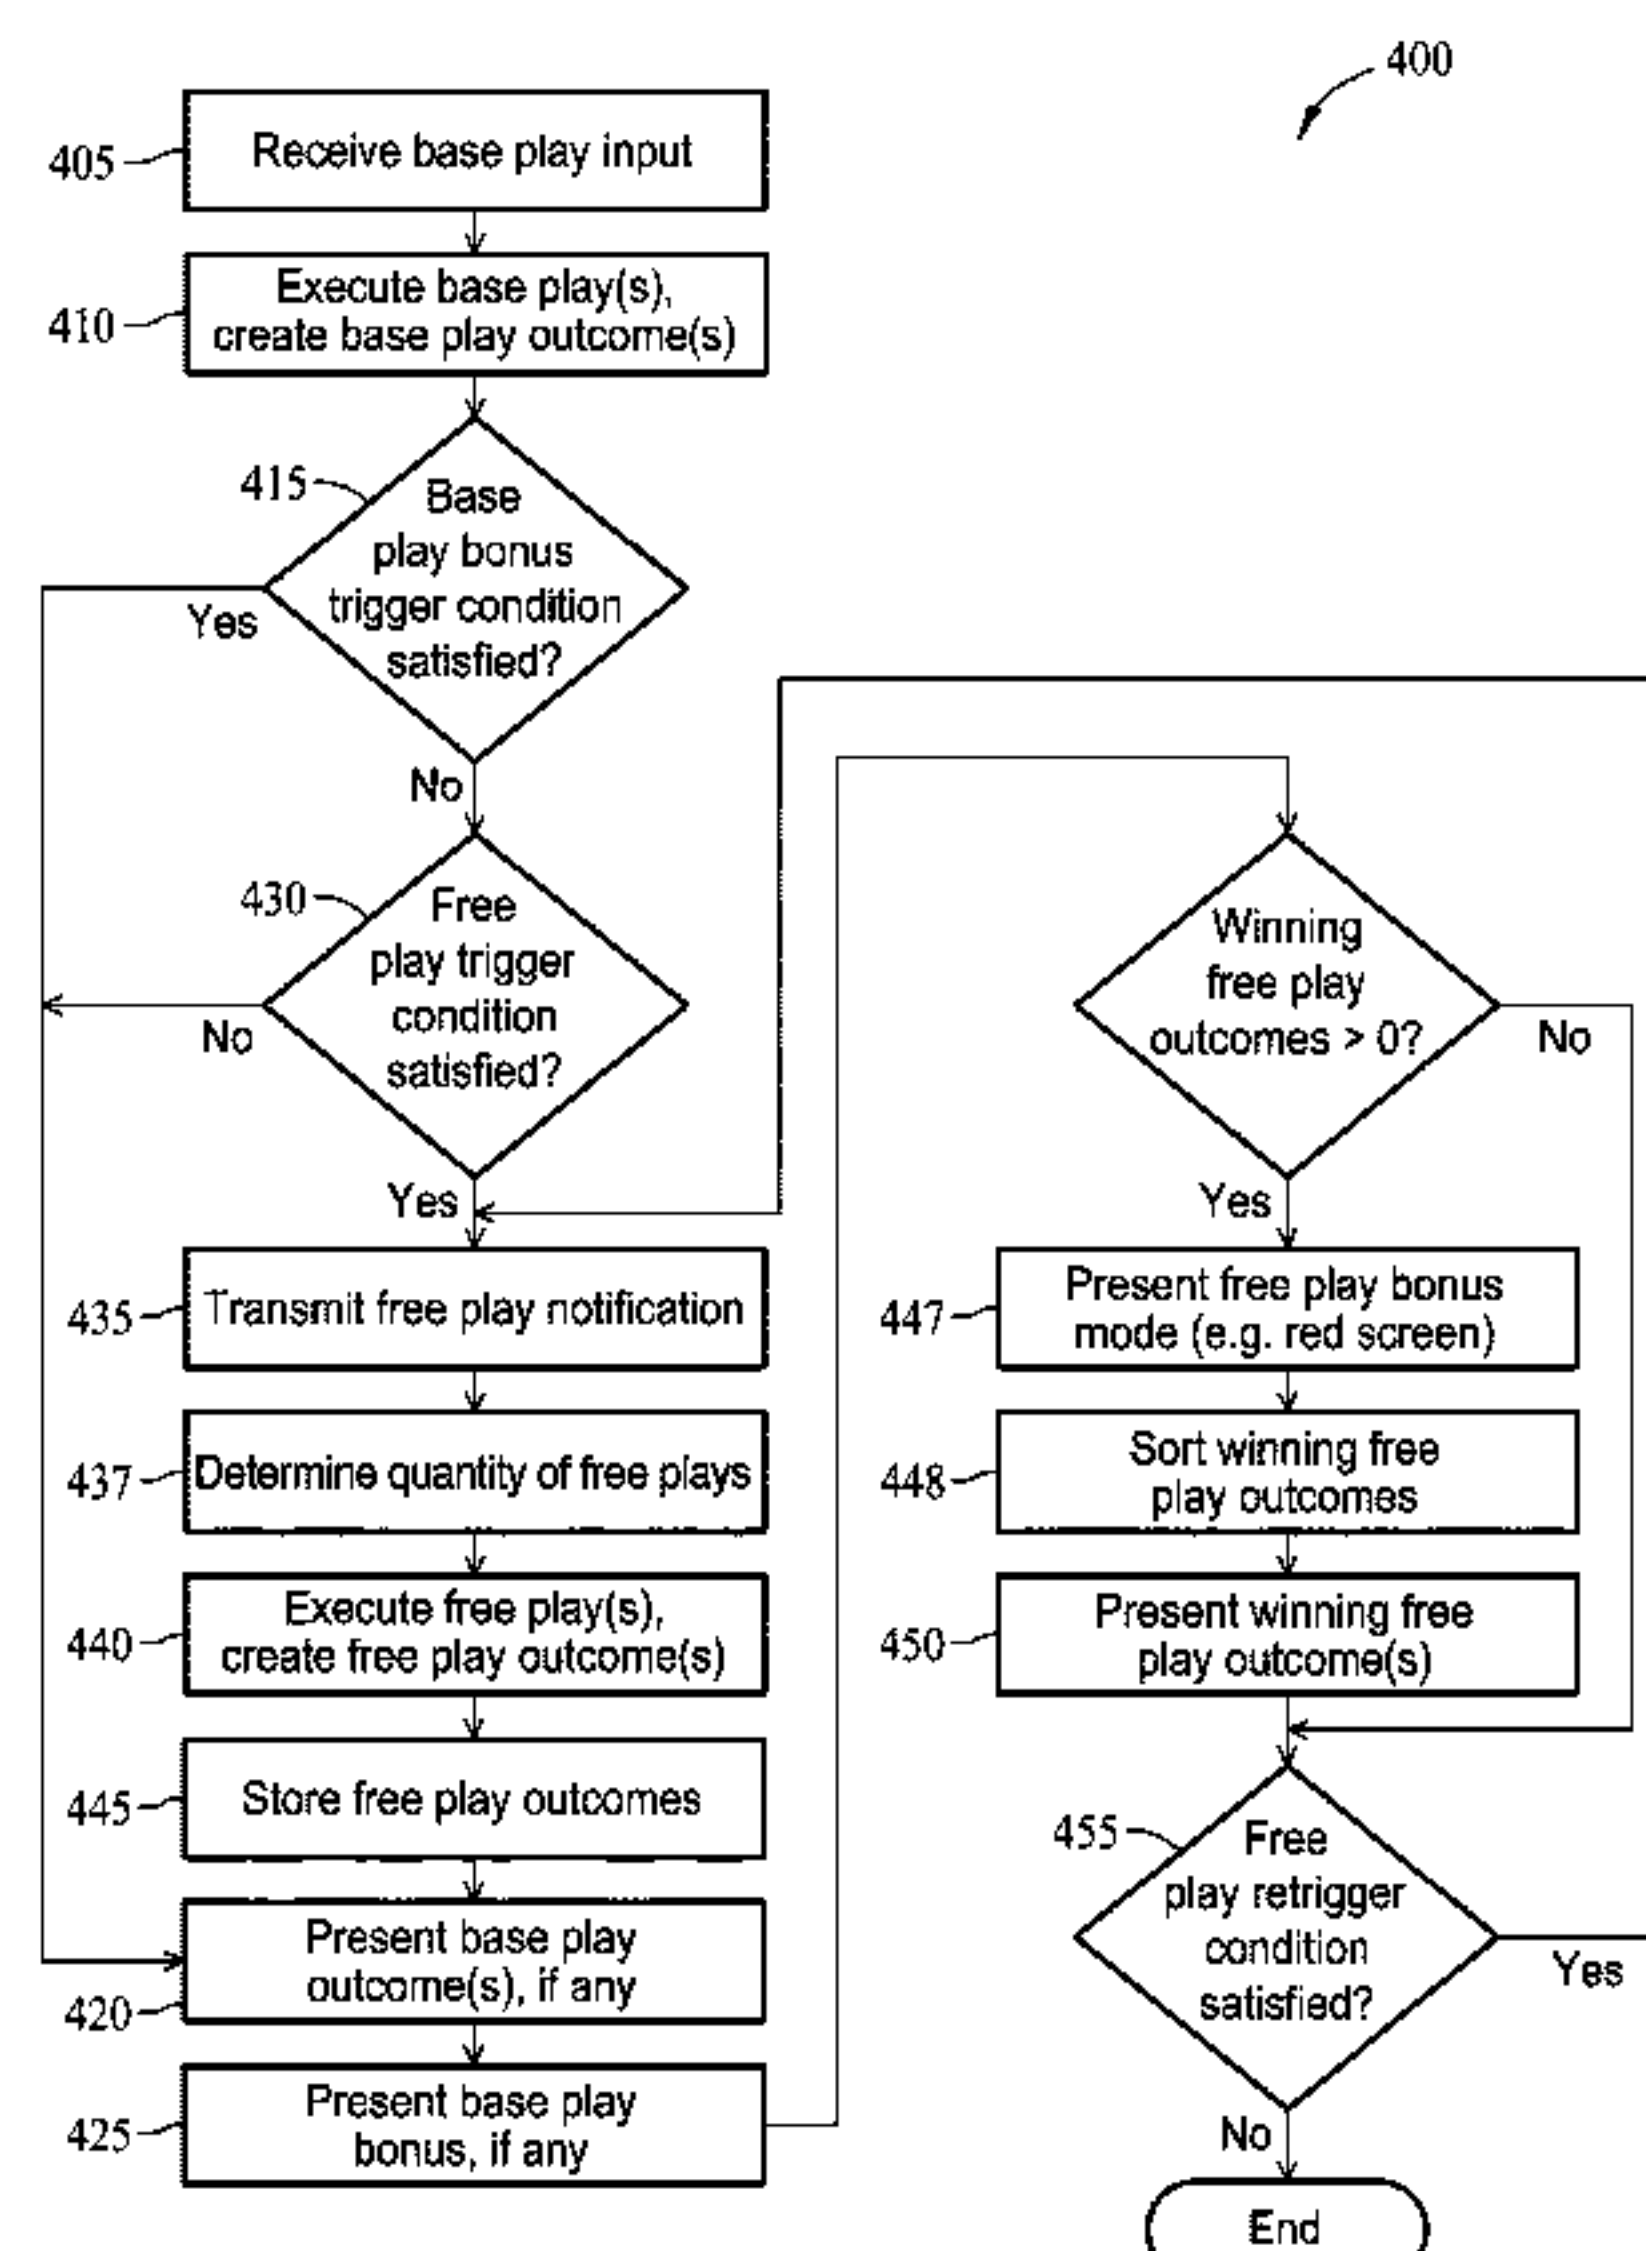 400
405
Receive base play input
410
Execute base play(s),
create base play outcome(s)
415
Base
play bonus
trigger condition
satisfied?
Yes
No
430
Free
play trigger
condition
satisfied?
No
Yes
435
Transmit free play notification
437
Determine quantity of free plays
440
Execute free play(s),
create free play outcome(s)
445
Store free play outcomes
420
Present base play
outcome(s), if any
425
Present base play
bonus, if any
Winning
free play
outcomes > 0?
No
Yes
447
Present free play bonus
mode (e.g. red screen)
448
Sort winning free
play outcomes
450
Present winning free
play outcome(s)
455
Free
play retrigger
condition
satisfied?
Yes
No
End